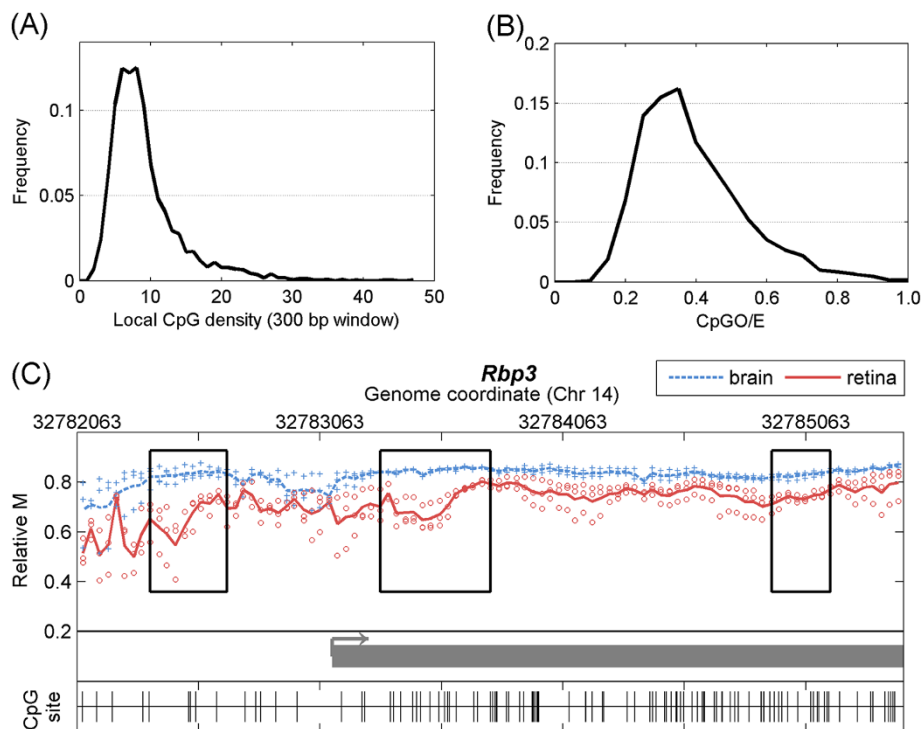 (A)
Frequency
0.1
0.05
0
0 10 20 30 40 50
Local CpG density (300 bp window)
(B)
Frequency
0.2
0.15
0.1
0.05
0
0 0.2 0.4 0.6 0.8 1.0
CpGO/E
(C)
Rbp3
Genome coordinate (Chr 14)
brain retina
32782063 32783063 32784063 32785063
Relative M
0.8
0.6
0.4
0.2
CpG
site